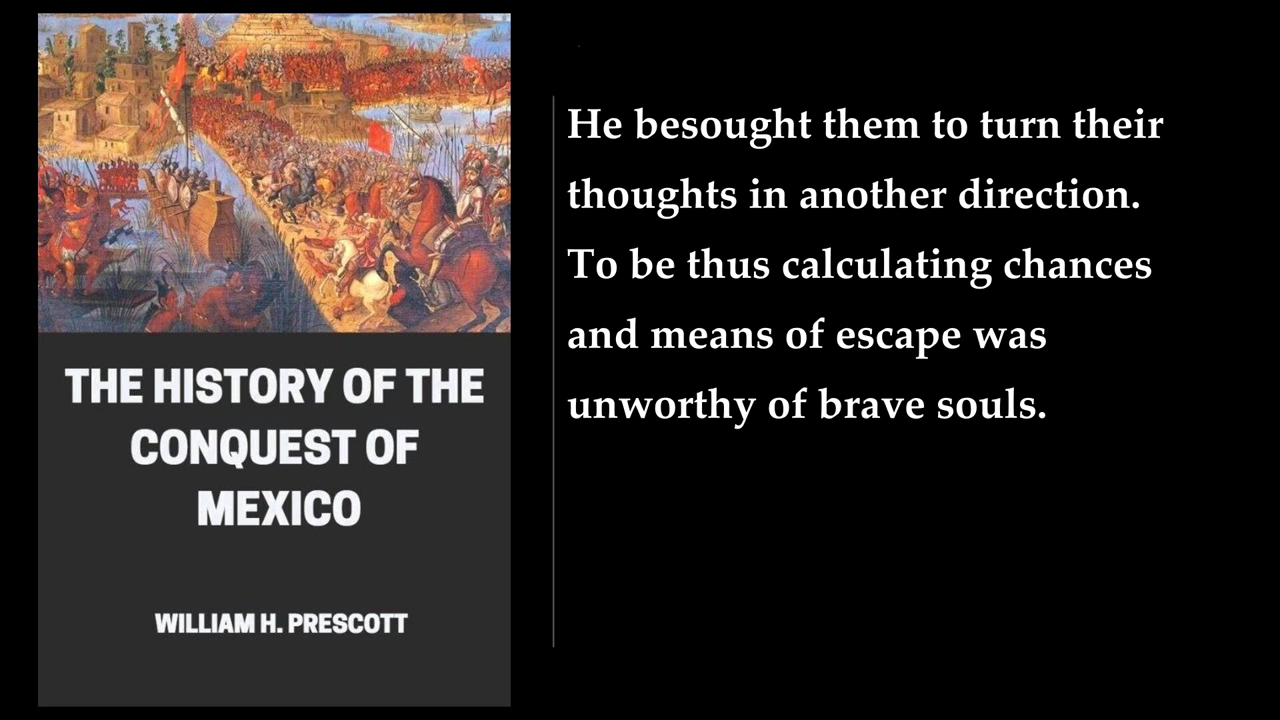 THE HISTORY OF THE
CONQUEST OF
MEXICO
WILLIAM H. PRESCOTT
He besought them to turn their
thoughts in another direction.
To be thus calculating chances
and means of escape was
unworthy of brave souls.